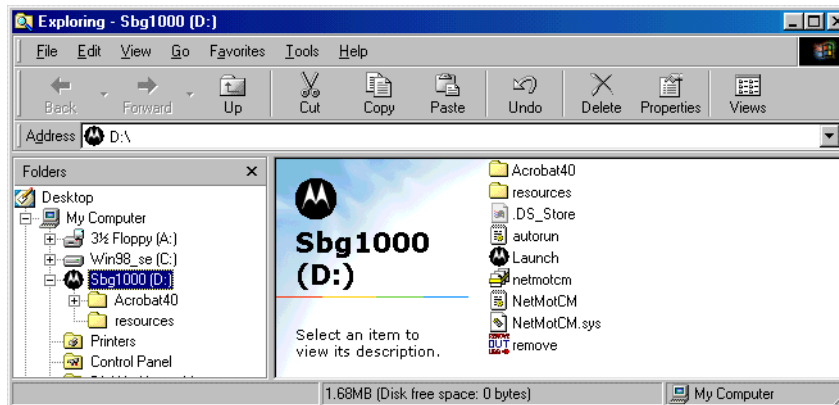 Exploring - Sbg1000 (D:)
File Edit View Go Favorites Tools Help
Back Forward Up Cut Copy Paste Undo Delete Properties Views
Address D:\
Folders
Desktop
My Computer
3½ Floppy (A:)
Win98_se (C:)
Sbg1000 (D:)
Acrobat40
resources
Printers
Control Panel
Sbg1000
(D:)
Select an item to
view its description.
Acrobat40
resources
.DS_Store
autorun
Launch
netmotcm
NetMotCM
NetMotCM.sys
remove
1.68MB (Disk free space: 0 bytes)
My Computer